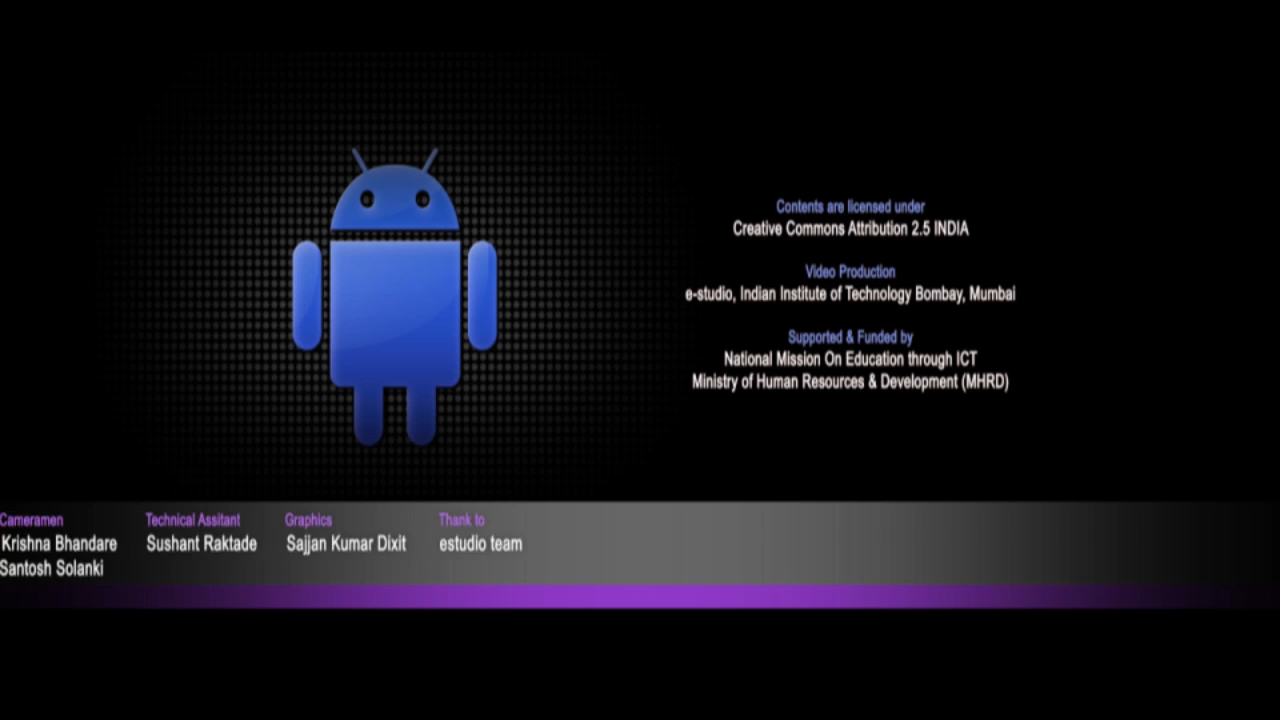 Contents are licensed under
Creative Commons Attribution 2.5 INDIA
Video Production
e-studio, Indian Institute of Technology Bombay, Mumbai
Supported & Funded by
National Mission On Education through ICT
Ministry of Human Resources & Development (MHRD)
Cameramen
Krishna Bhandare
Santosh Solanki
Technical Assitant
Sushant Raktade
Graphics
Sajjan Kumar Dixit
Thank to
estudio team